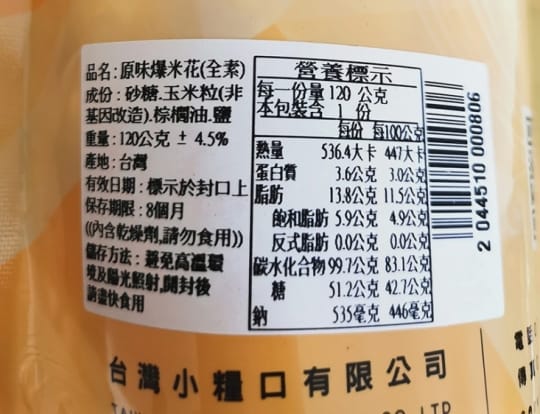 品名:原味爆米花(全素)
成份:砂糖.玉米粒(非
基因改造).棕櫚油.鹽
重量:120公克 ± 4.5%
產地:台灣
有效日期:標示於封口上
保存期限:8個月
((內含乾燥劑,請勿食用))
儲存方法:避免高溫環
境及陽光照射,開封後
請盡快食用
營養標示
每一份量 120 公克
本包裝含 1 份
每份 每100公克
熱量 536.4大卡 447大卡
蛋白質 3.6公克 3.0公克
脂肪 13.8公克 11.5公克
飽和脂肪 5.9公克 4.9公克
反式脂肪 0.0公克 0.0公克
碳水化合物 99.7公克 83.1公克
糖 51.2公克 42.7公克
鈉 535毫克 446毫克
2 044510 000806
台灣小糧口有限公司
CO. LTD
電
傳